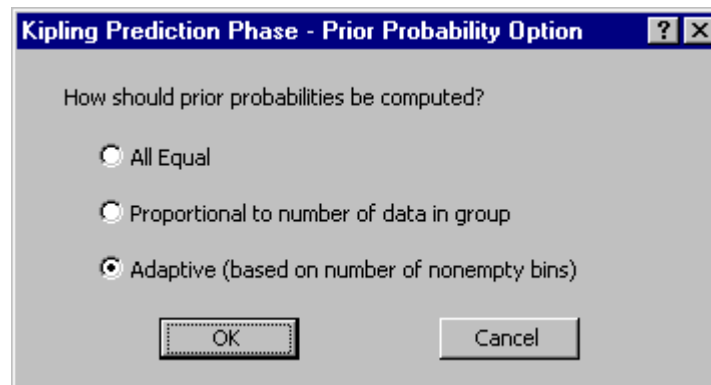 Kipling Prediction Phase - Prior Probability Option
How should prior probabilities be computed?
All Equal
Proportional to number of data in group
Adaptive (based on number of nonempty bins)
OK
Cancel